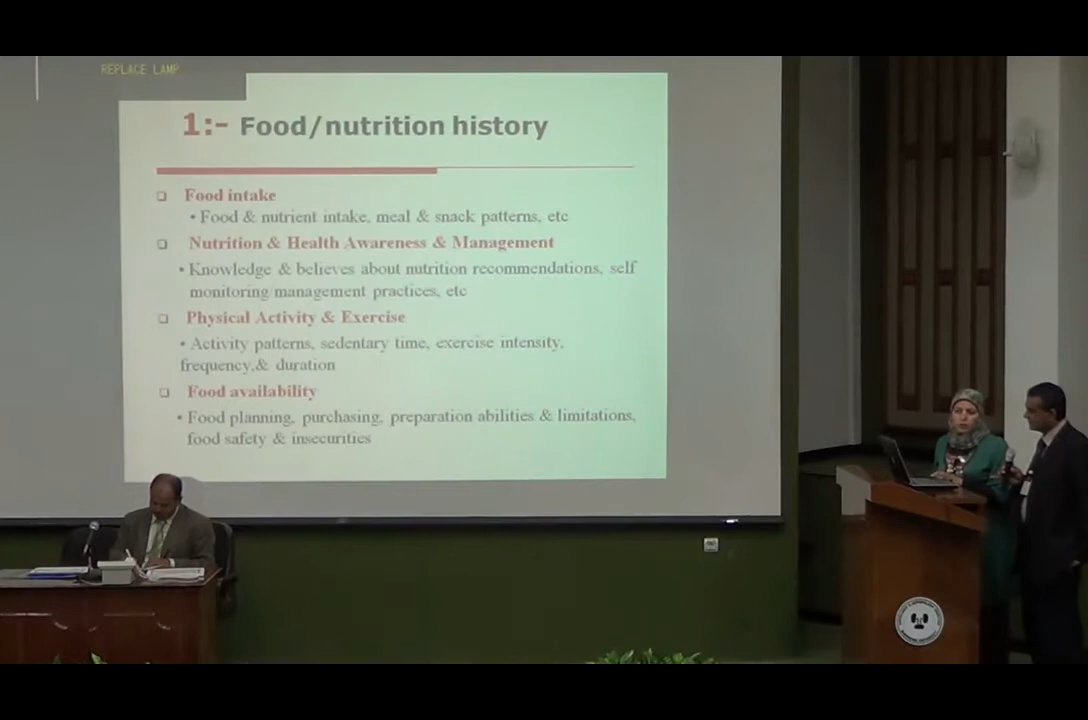 REPLACE LAMP
1:- Food/nutrition history
❑ Food intake
• Food & nutrient intake, meal & snack patterns, etc
❑ Nutrition & Health Awareness & Management
• Knowledge & believes about nutrition recommendations, self
monitoring/management practices, etc
❑ Physical Activity & Exercise
• Activity patterns, sedentary time, exercise intensity,
frequency,& duration
❑ Food availability
• Food planning, purchasing, preparation abilities & limitations,
food safety & insecurities